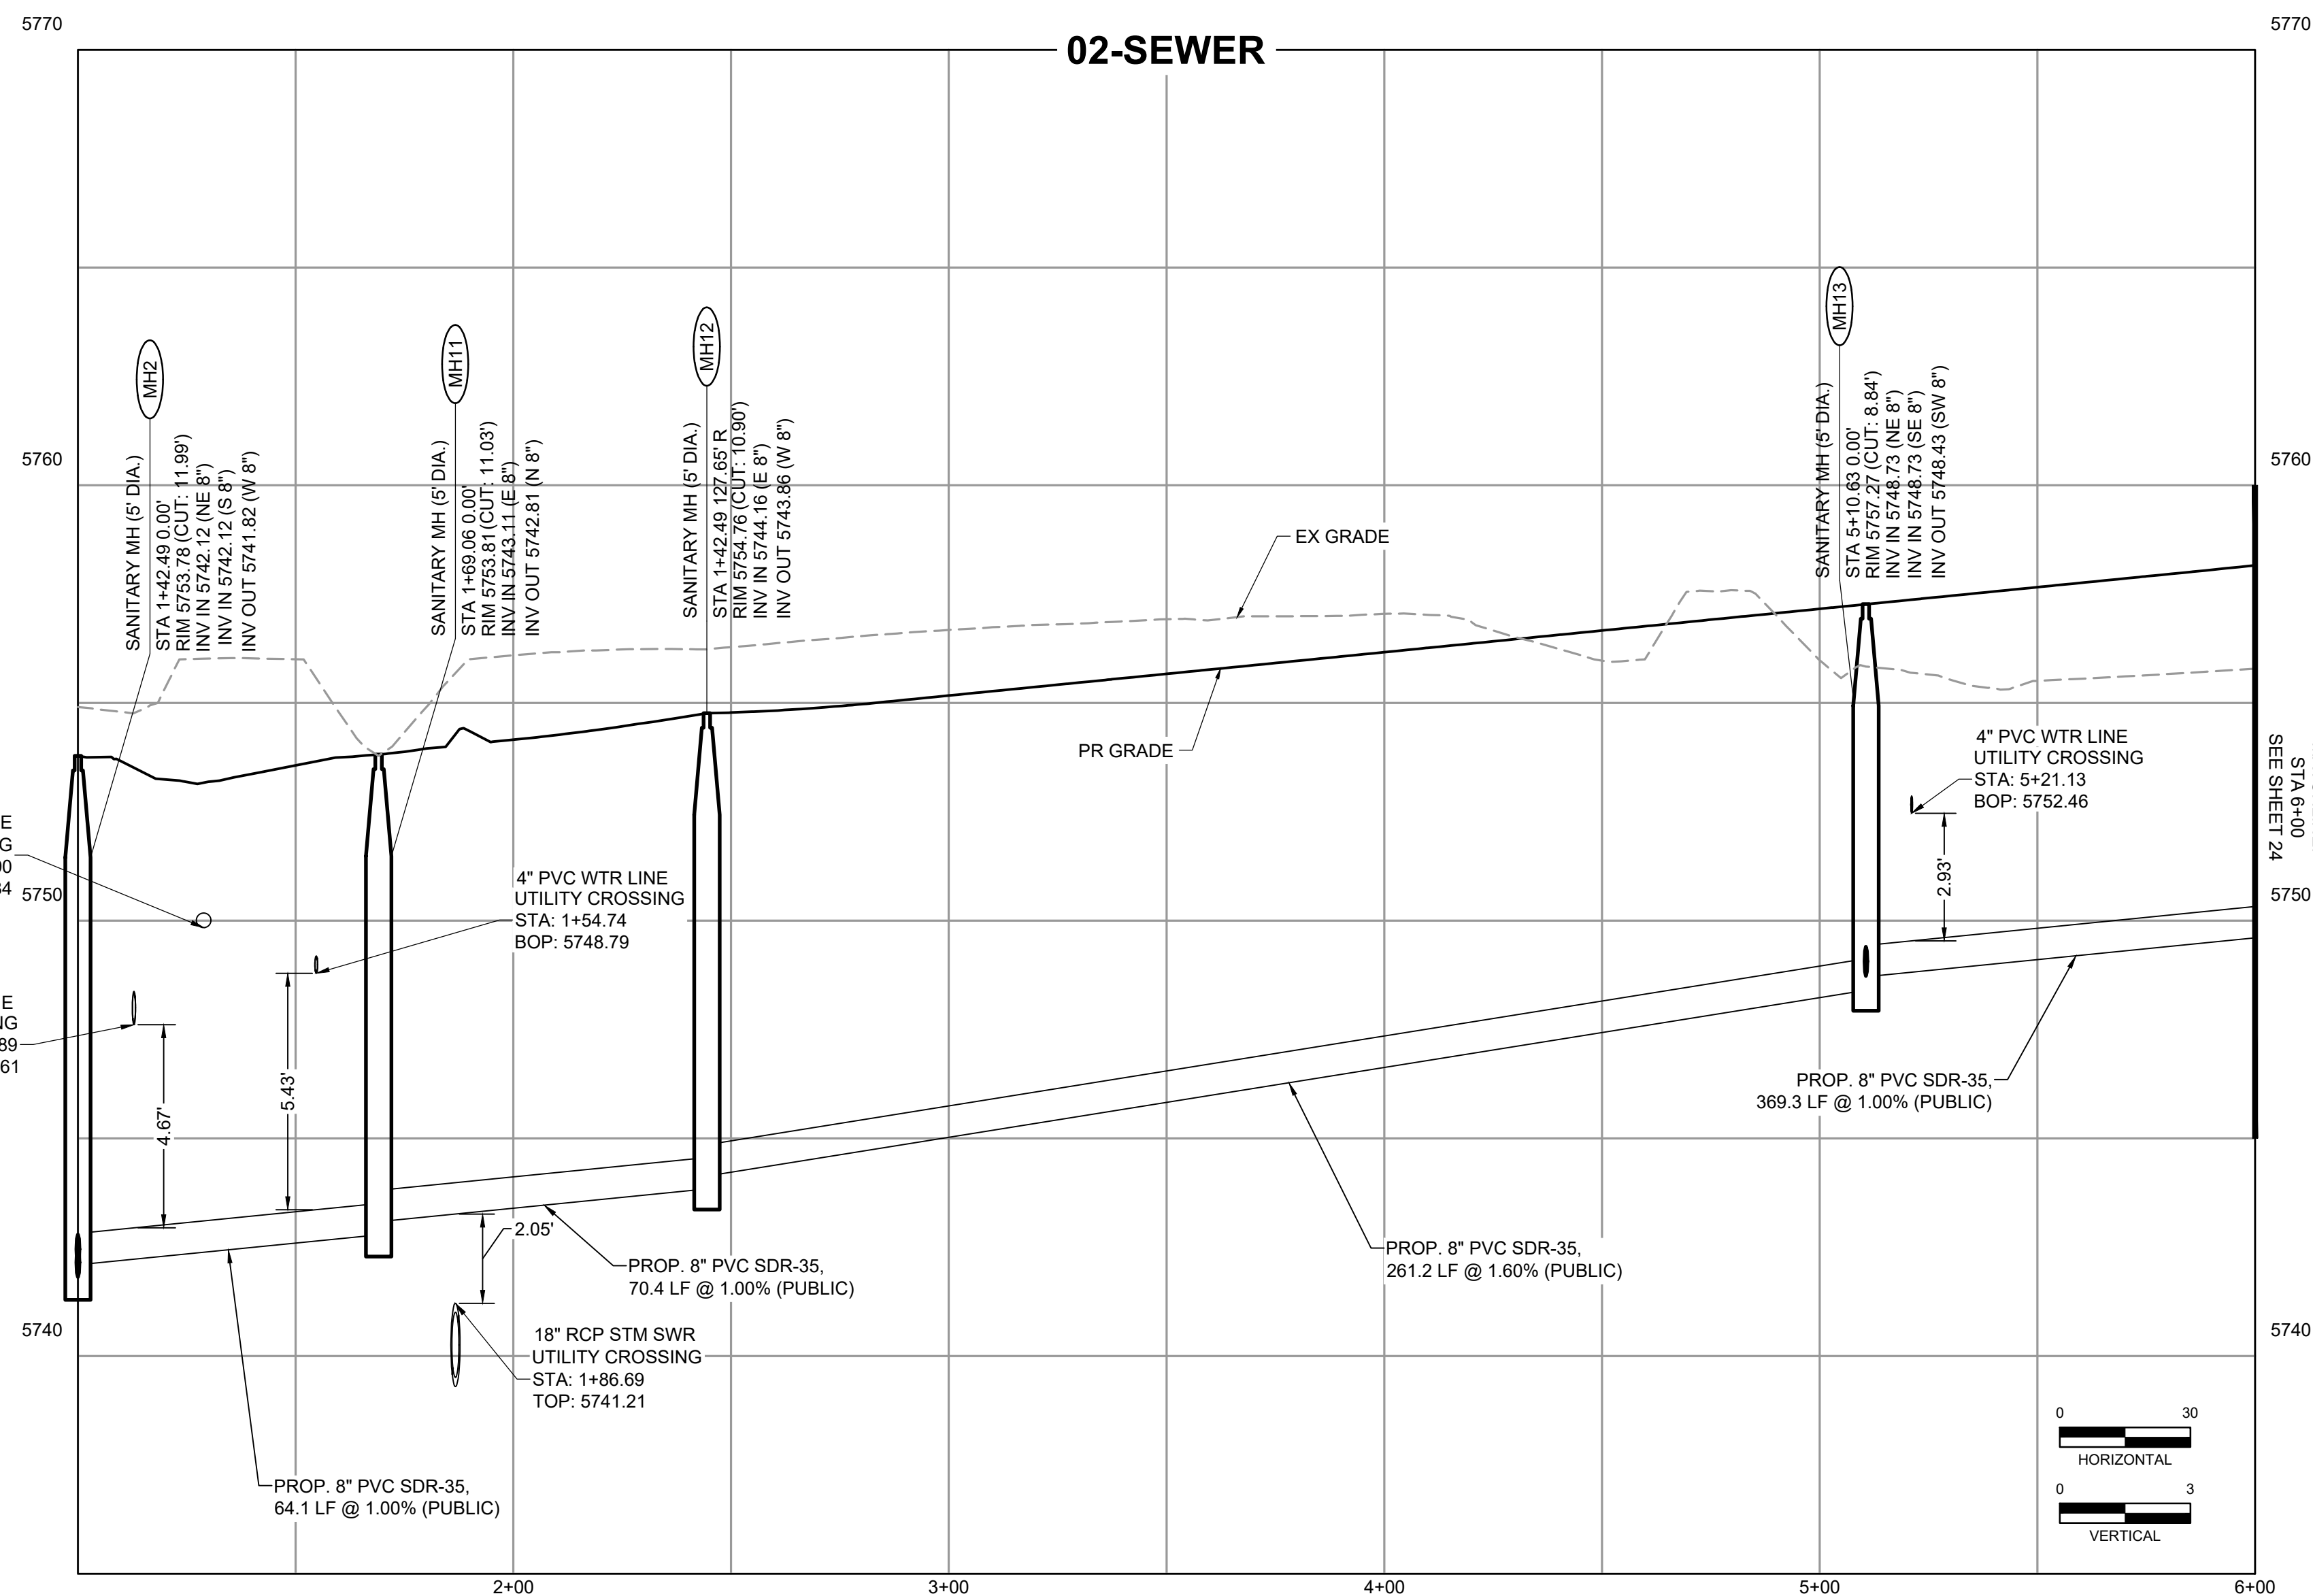 5770
5770
02-SEWER
MH2
SANITARY MH (5' DIA.)
STA 1+42.49 0.00'
RIM 5753.78 (CUT: 11.99')
INV IN 5742.12 (NE 8")
INV IN 5742.12 (S 8")
INV OUT 5741.82 (W 8")
MH11
SANITARY MH (5' DIA.)
STA 1+69.06 0.00'
RIM 5753.81 (CUT: 11.03')
INV IN 5743.11 (E 8")
INV OUT 5742.81 (N 8")
MH12
SANITARY MH (5' DIA.)
STA 1+42.49 127.65' R
RIM 5754.76 (CUT: 10.90')
INV IN 5744.16 (E 8")
INV OUT 5743.86 (W 8")
MH13
SANITARY MH (5' DIA.)
STA 5+10.63 0.00'
RIM 5757.27 (CUT: 8.84')
INV IN 5748.73 (NE 8")
INV IN 5748.73 (SE 8")
INV OUT 5748.43 (SW 8")
5760
5760
EX GRADE
PR GRADE
4" PVC WTR LINE
UTILITY CROSSING
STA: 5+21.13
BOP: 5752.46
2.93'
STA 6+00
SEE SHEET 24
5750
5750
4" PVC WTR LINE
UTILITY CROSSING
STA: 1+54.74
BOP: 5748.79
E
G
E
NG
89
61
4.67'
5.43'
2.05'
PROP. 8" PVC SDR-35,
369.3 LF @ 1.00% (PUBLIC)
PROP. 8" PVC SDR-35,
261.2 LF @ 1.60% (PUBLIC)
PROP. 8" PVC SDR-35,
70.4 LF @ 1.00% (PUBLIC)
5740
5740
18" RCP STM SWR
UTILITY CROSSING
STA: 1+86.69
TOP: 5741.21
PROP. 8" PVC SDR-35,
64.1 LF @ 1.00% (PUBLIC)
0 30
HORIZONTAL
0 3
VERTICAL
2+00 3+00 4+00 5+00 6+00